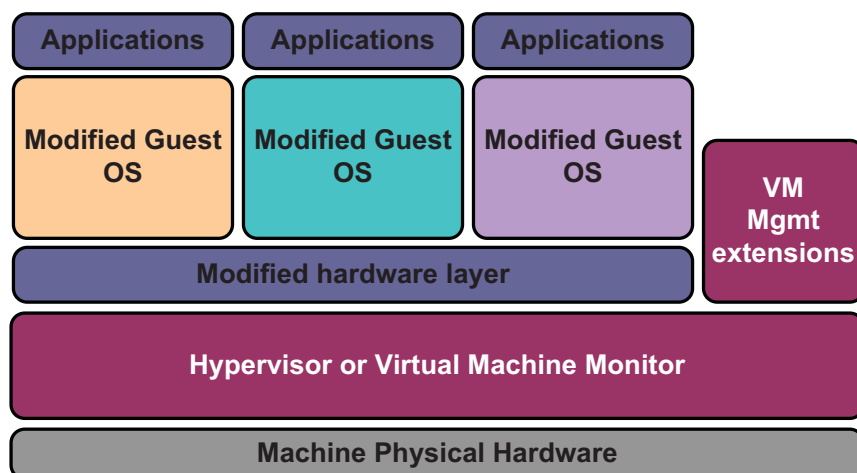 Applications
Applications
Applications
Modified Guest
OS
Modified Guest
OS
Modified Guest
OS
VM
Mgmt
extensions
Modified hardware layer
Hypervisor or Virtual Machine Monitor
Machine Physical Hardware